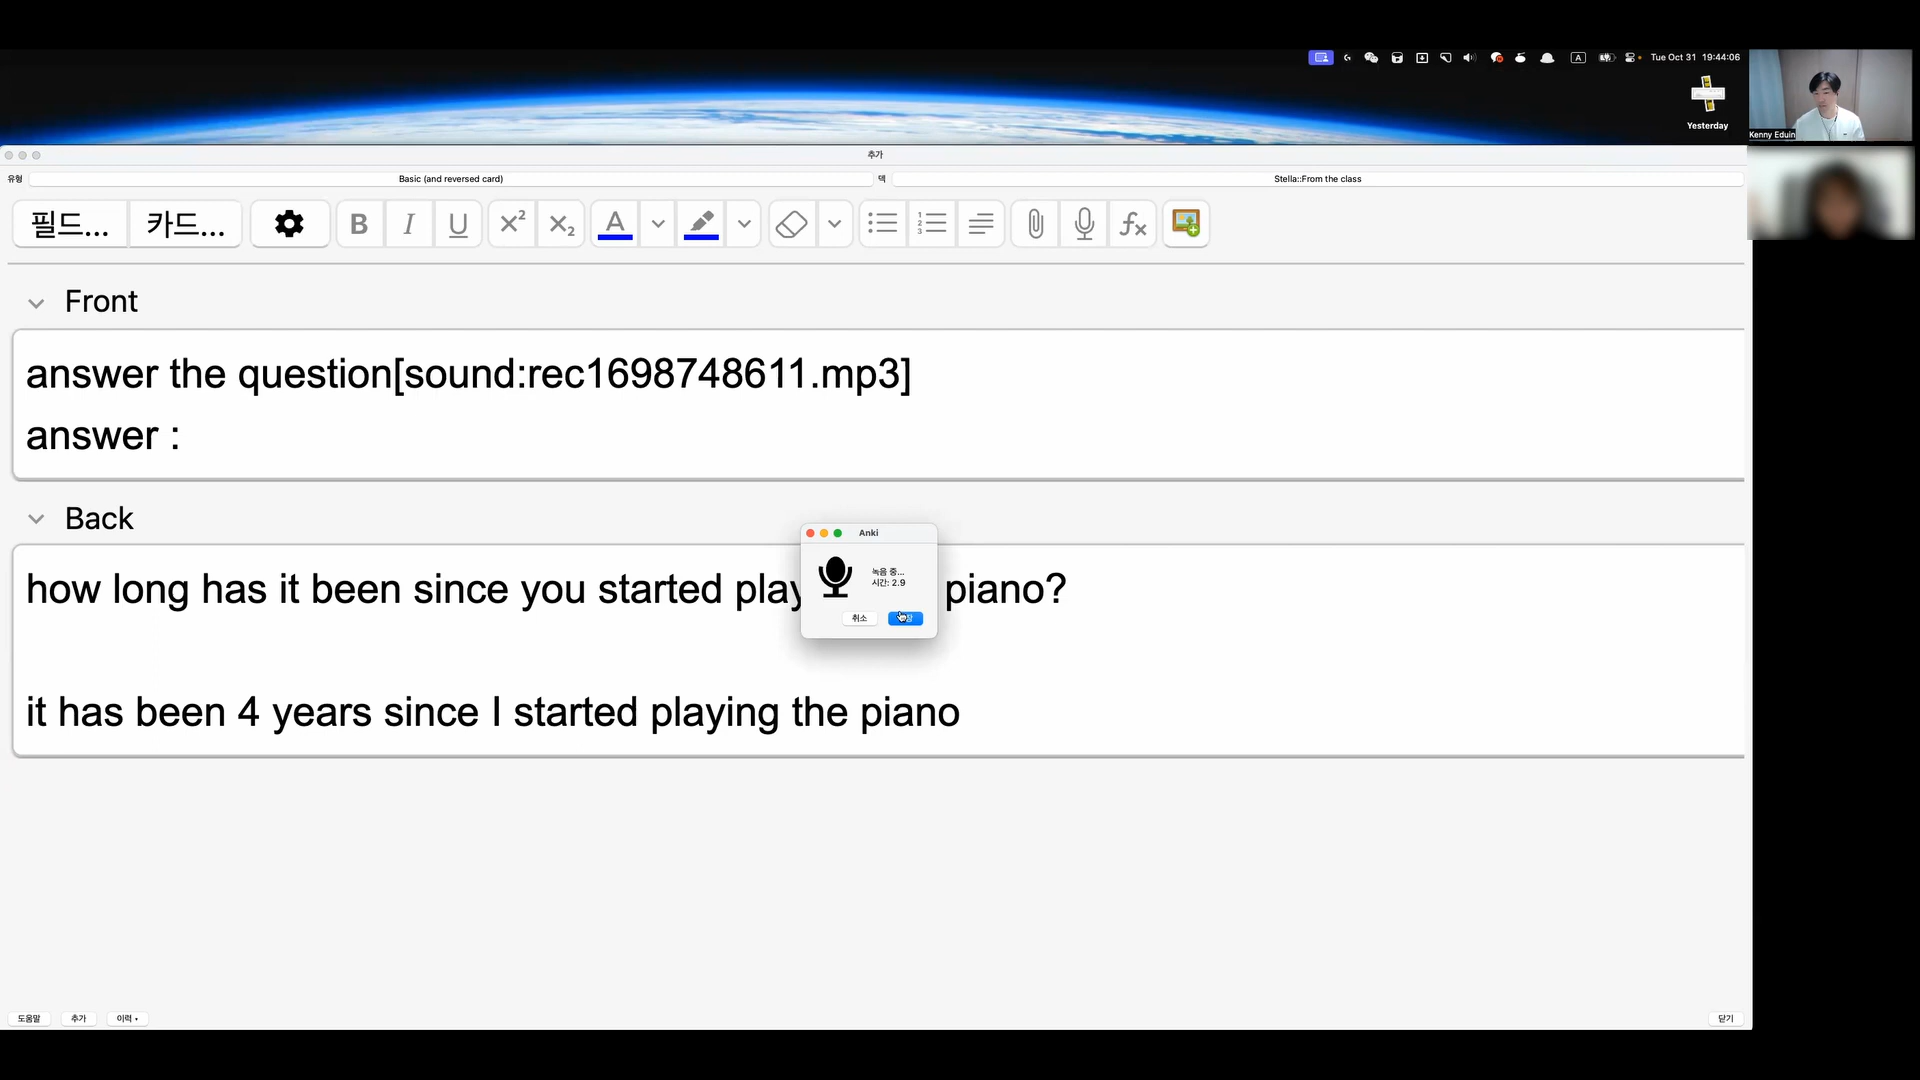 Tue Oct 31 19:44:06
Yesterday
Kenny Eduin
추가
유형
Basic (and reversed card)
덱
Stella::From the class
필드...
카드...
Front
answer the question[sound:rec1698748611.mp3]
answer :
Back
how long has it been since you started play
piano?
it has been 4 years since I started playing the piano
Anki
녹음 중...
시간: 2.9
취소
도움말
추가
이력
닫기